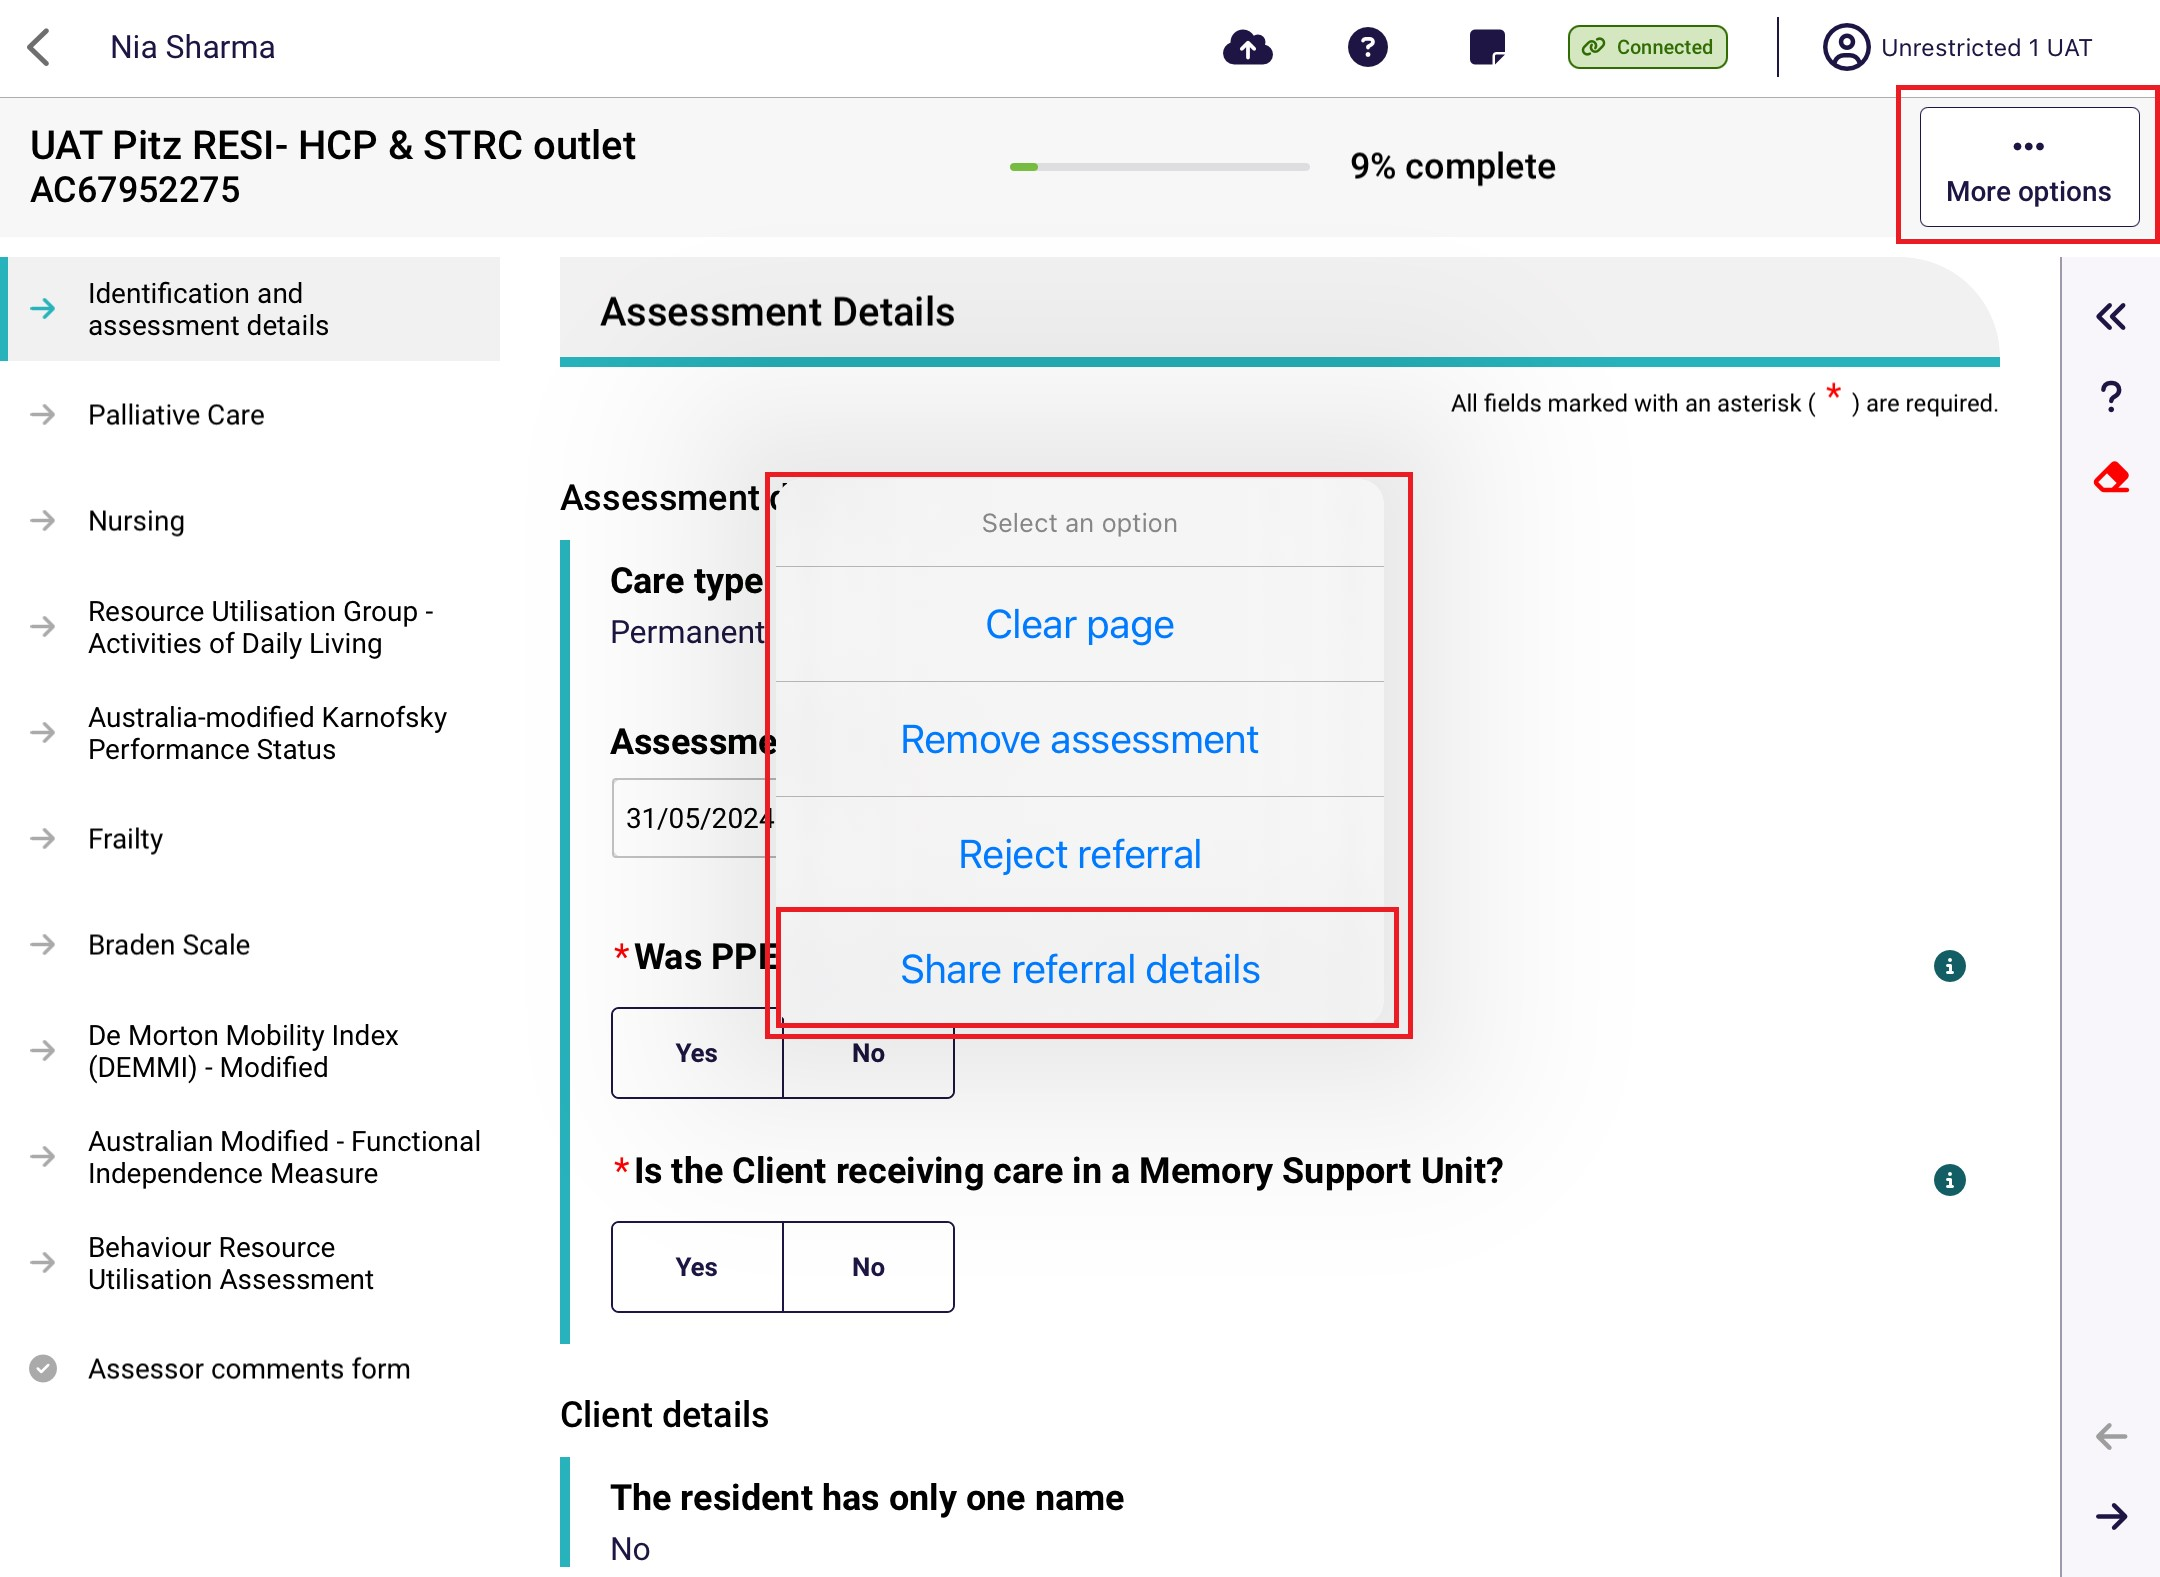 Nia Sharma
Connected
Unrestricted 1 UAT
UAT Pitz RESI- HCP & STRC outlet
AC67952275
9% complete
More options
Identification and
assessment details
Palliative Care
Nursing
Resource Utilisation Group -
Activities of Daily Living
Australia-modified Karnofsky
Performance Status
Frailty
Braden Scale
De Morton Mobility Index
(DEMMI) - Modified
Australian Modified - Functional
Independence Measure
Behaviour Resource
Utilisation Assessment
Assessor comments form
Assessment Details
All fields marked with an asterisk ( * ) are required.
Assessment
Care type
Permanent
31/05/2024
*Was PPE
Yes No
Select an option
Clear page
Remove assessment
Reject referral
Share referral details
*Is the Client receiving care in a Memory Support Unit?
Yes No
Client details
The resident has only one name
No